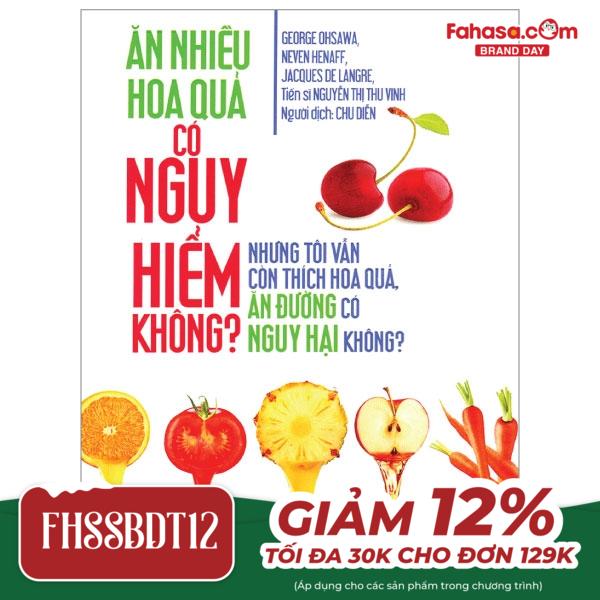 Fahasa.com
BRAND DAY
ĂN NHIỀU
HOA QUẢ
CÓ
NGUY
HIỂM
KHÔNG?
GEORGE OHSAWA,
NEVEN HENAFF,
JACQUES DE LANGRE,
Tiến sĩ NGUYỄN THỊ THU VINH
Người dịch: CHU DIÊN
NHƯNG TÔI VẪN
CÒN THÍCH HOA QUẢ,
ĂN ĐƯỜNG CÓ
NGUY HẠI KHÔNG?
FHSSBDT12
GIẢM 12%
TỐI ĐA 30K CHO ĐƠN 129K
(Áp dụng cho các sản phẩm trong chương trình)